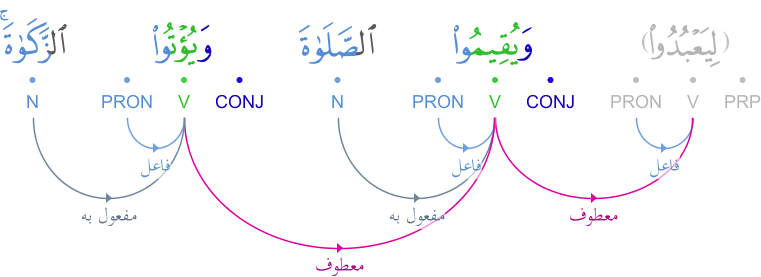 (لِيَعْبُدُوا۟) وَيُقِيمُوا۟ ٱلصَّلَوٰةَ وَيُؤْتُوا۟ ٱلزَّكَوٰةَ ۚ
PRP V PRON CONJ V PRON N CONJ V PRON N
فاعل فاعل فاعل
معطوف مفعول به مفعول به
معطوف